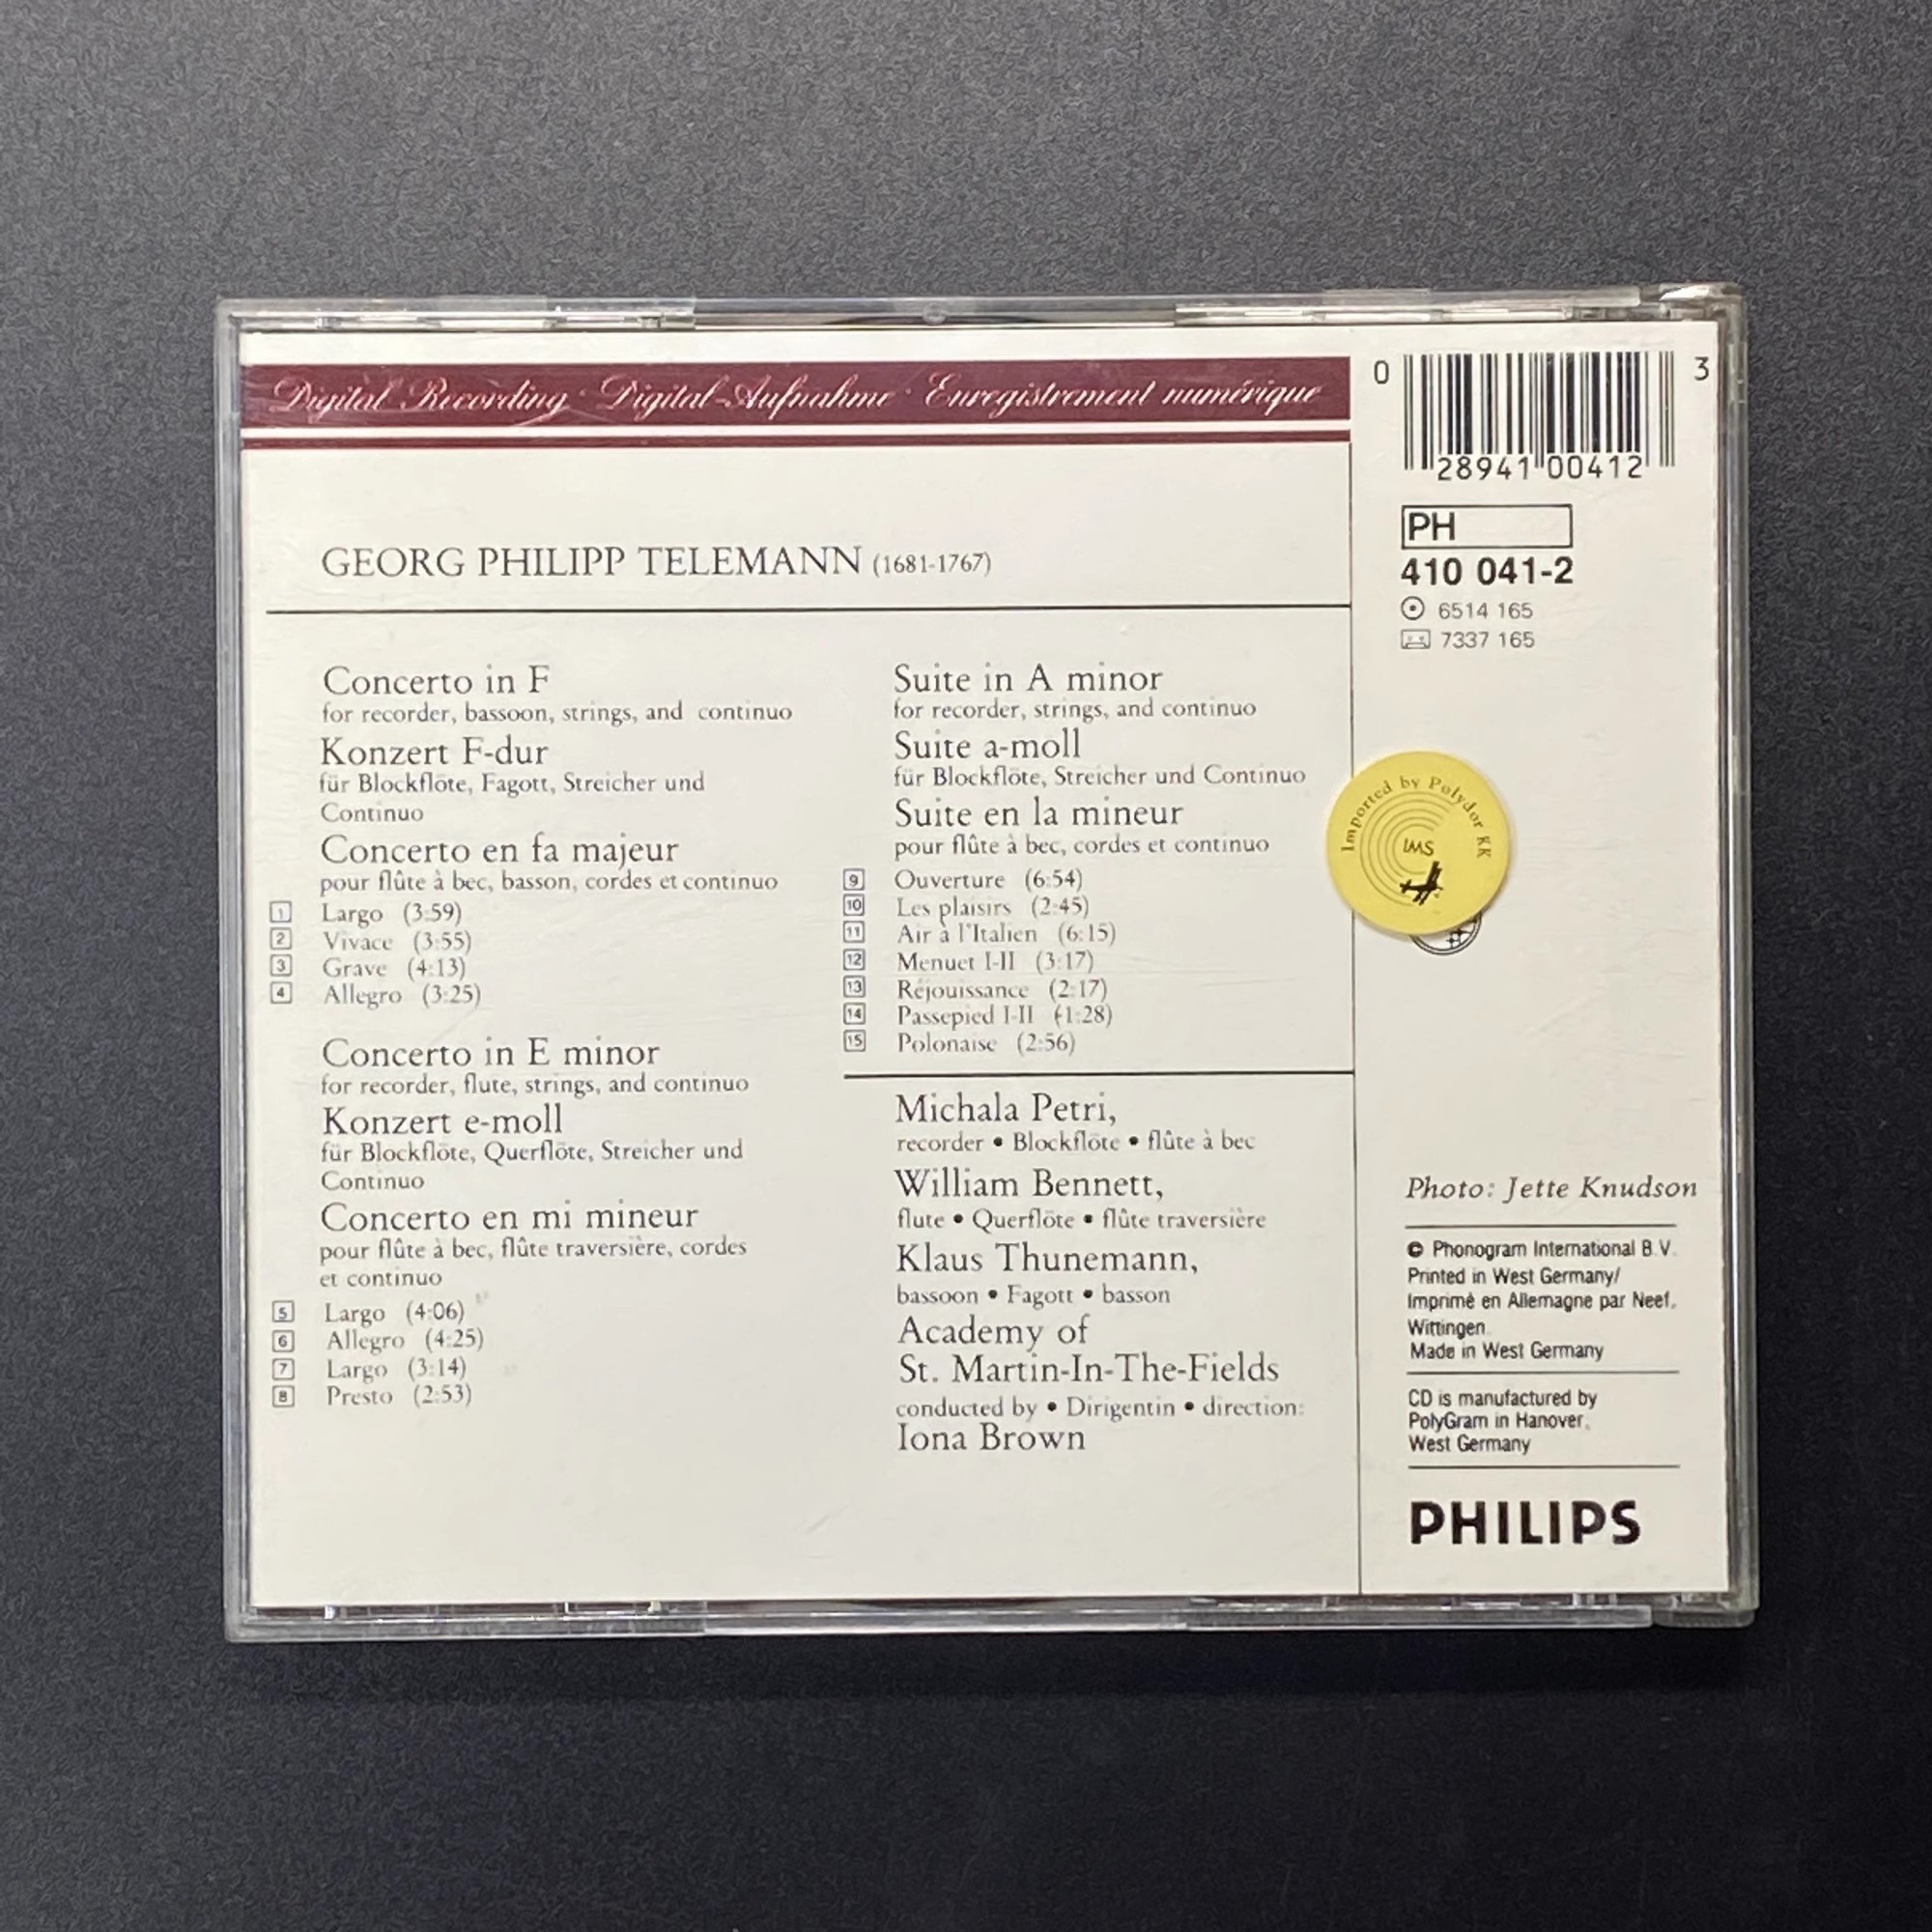 Digital Recording · Digital-Aufnahme · Enregistrement numérique
GEORG PHILIPP TELEMANN (1681-1767)
Concerto in F
for recorder, bassoon, strings, and continuo
Konzert F-dur
für Blockflöte, Fagott, Streicher und
Continuo
Concerto en fa majeur
pour flûte à bec, basson, cordes et continuo
1 Largo (3:59)
2 Vivace (3:55)
3 Grave (4:13)
4 Allegro (3:25)
Concerto in E minor
for recorder, flute, strings, and continuo
Konzert e-moll
für Blockflöte, Querflöte, Streicher und
Continuo
Concerto en mi mineur
pour flûte à bec, flûte traversière, cordes
et continuo
5 Largo (4:06)
6 Allegro (4:25)
7 Largo (3:14)
8 Presto (2:53)
Suite in A minor
for recorder, strings, and continuo
Suite a-moll
für Blockflöte, Streicher und Continuo
Suite en la mineur
pour flûte à bec, cordes et continuo
9 Ouverture (6:54)
10 Les plaisirs (2:45)
11 Air à l'Italien (6:15)
12 Menuet I-II (3:17)
13 Réjouissance (2:17)
14 Passepied I-II (1:28)
15 Polonaise (2:56)
Michala Petri,
recorder • Blockflöte • flûte à bec
William Bennett,
flute • Querflöte • flûte traversière
Klaus Thunemann,
bassoon • Fagott • basson
Academy of
St. Martin-In-The-Fields
conducted by • Dirigentin • direction:
Iona Brown
0 28941 00412 3
PH
410 041-2
6514 165
7337 165
Imported by Polydor KK
IMS
Photo: Jette Knudson
© Phonogram International B.V.
Printed in West Germany/
Imprimé en Allemagne par Neef,
Wittingen
Made in West Germany
CD is manufactured by
PolyGram in Hanover,
West Germany
PHILIPS